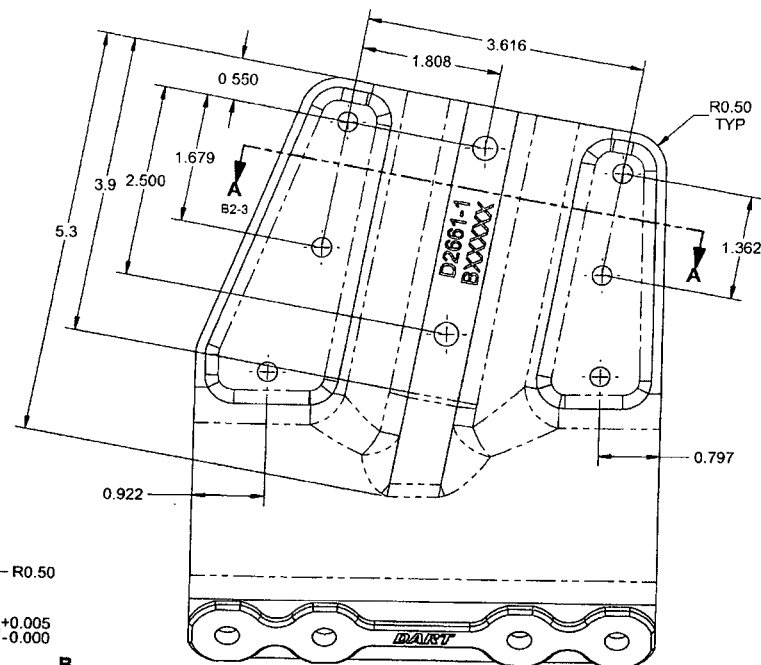 3.616
1.808
0 550
R0.50
TYP
1.679
2.500
3.9
5.3
A
B2-3
D2661-1
BXXXXX
A
1.362
0.922
0.797
R0.50
+0.005
-0.000
DART
B